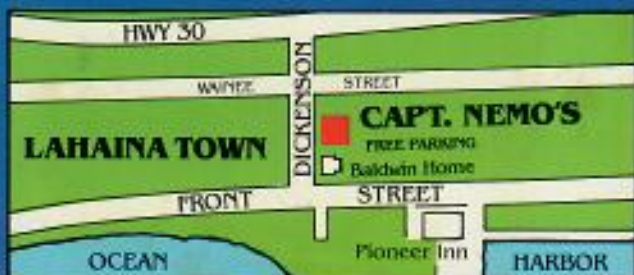 HWY 30
WAINEE STREET
DICKENSON
CAPT. NEMO'S
FREE PARKING
LAHAINA TOWN
Baldwin Home
FRONT STREET
Pioneer Inn
OCEAN
HARBOR